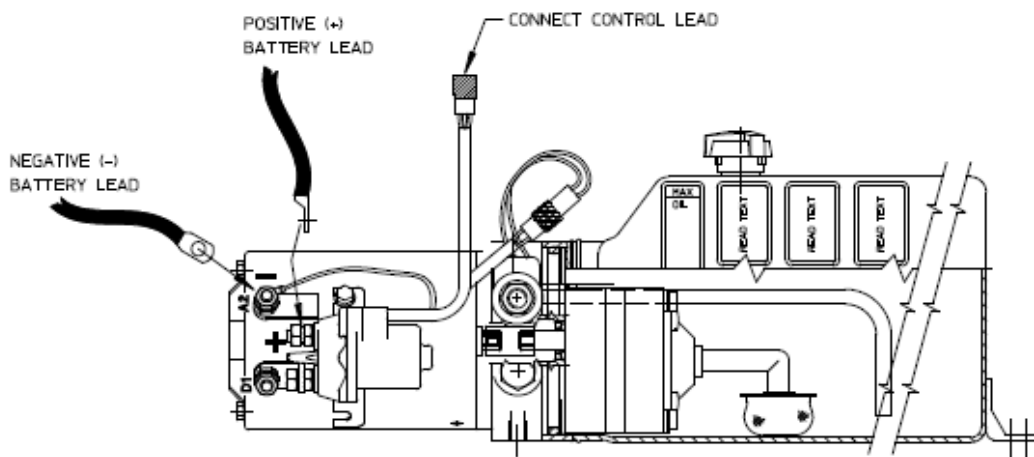 POSITIVE (+)
BATTERY LEAD
CONNECT CONTROL LEAD
NEGATIVE (-)
BATTERY LEAD
MAX
OIL
READ TEXT
READ TEXT
READ TEXT
A2
+
D1